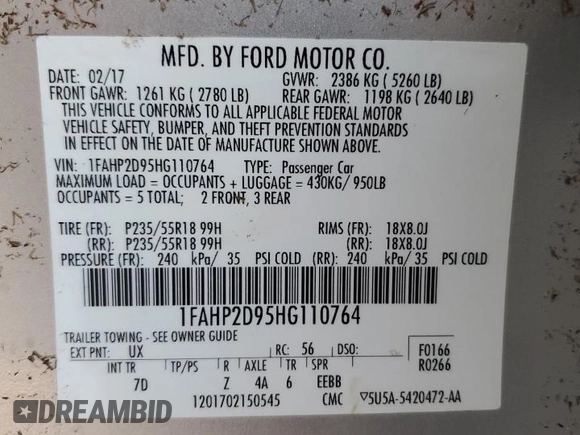 MFD. BY FORD MOTOR CO.
DATE: 02/17 GVWR: 2386 KG ( 5260 LB)
FRONT GAWR: 1261 KG ( 2780 LB) REAR GAWR: 1198 KG ( 2640 LB)
THIS VEHICLE CONFORMS TO ALL APPLICABLE FEDERAL MOTOR
VEHICLE SAFETY, BUMPER, AND THEFT PREVENTION STANDARDS
IN EFFECT ON THE DATE OF MANUFACTURE SHOWN ABOVE.
VIN: 1FAHP2D95HG110764 TYPE: Passenger Car
MAXIMUM LOAD = OCCUPANTS + LUGGAGE = 430KG/ 950LB
OCCUPANTS = 5 TOTAL; 2 FRONT, 3 REAR
TIRE (FR): P235/55R18 99H RIMS (FR): 18X8.0J
(RR): P235/55R18 99H (RR): 18X8.0J
PRESSURE (FR): 240 kPa/ 35 PSI COLD (RR): 240 kPa/ 35 PSI COLD
1FAHP2D95HG110764
TRAILER TOWING - SEE OWNER GUIDE
EXT PNT: UX RC: 56 DSO: F0166
INT TR TP/PS R AXLE TR SPR R0266
7D Z 4A 6 EEBB
1201702150545 CMC ▽5U5A-5420472-AA
DREAMBID